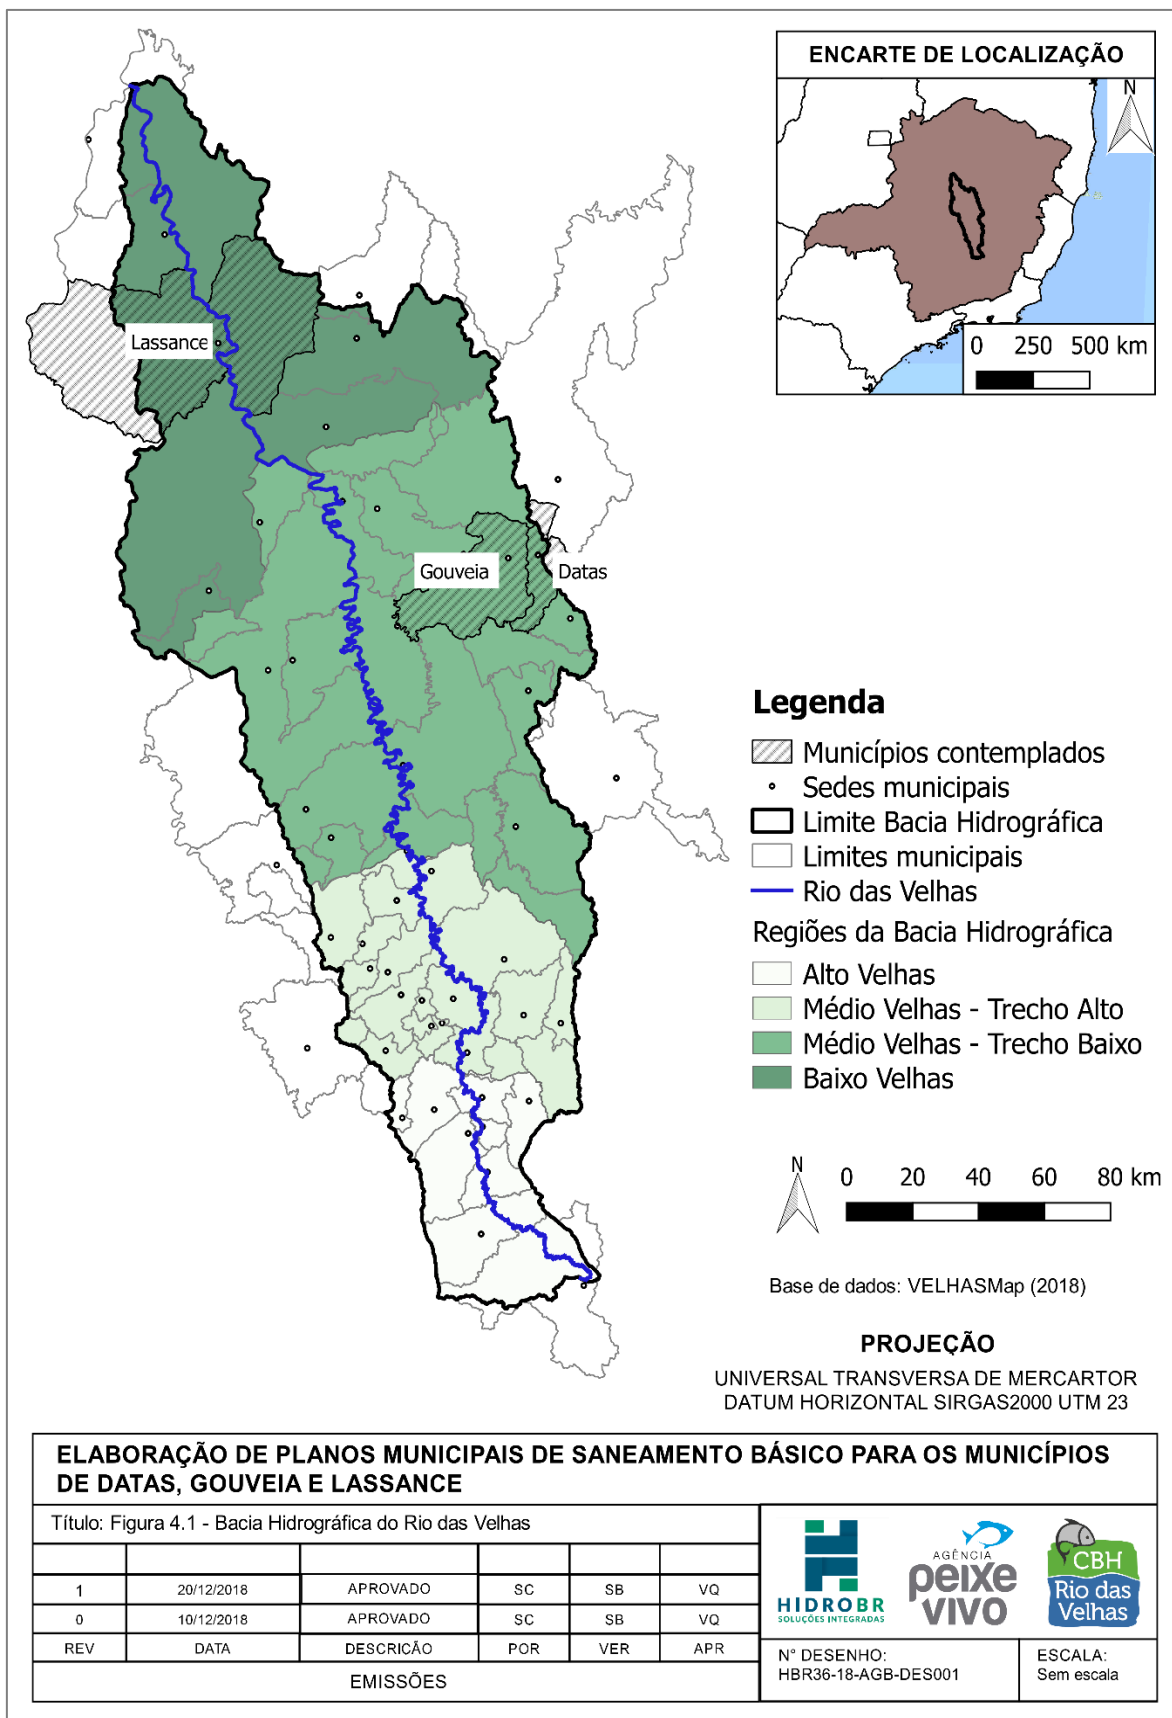 ENCARTE DE LOCALIZAÇÃO
N
0 250 500 km
Lassance
Gouveia
Datas
Legenda
Municípios contemplados
Sedes municipais
Limite Bacia Hidrográfica
Limites municipais
Rio das Velhas
Regiões da Bacia Hidrográfica
Alto Velhas
Médio Velhas - Trecho Alto
Médio Velhas - Trecho Baixo
Baixo Velhas
N
0 20 40 60 80 km
Base de dados: VELHASMap (2018)
PROJEÇÃO
UNIVERSAL TRANSVERSA DE MERCARTOR
DATUM HORIZONTAL SIRGAS2000 UTM 23
ELABORAÇÃO DE PLANOS MUNICIPAIS DE SANEAMENTO BÁSICO PARA OS MUNICÍPIOS
DE DATAS, GOUVEIA E LASSANCE
Título: Figura 4.1 - Bacia Hidrográfica do Rio das Velhas
1 20/12/2018 APROVADO SC SB VQ
0 10/12/2018 APROVADO SC SB VQ
REV DATA DESCRIÇÃO POR VER APR
EMISSÕES
HIDROBR
SOLUÇÕES INTEGRADAS
AGÊNCIA
peixe
vivo
CBH
Rio das
Velhas
N° DESENHO:
HBR36-18-AGB-DES001
ESCALA:
Sem escala